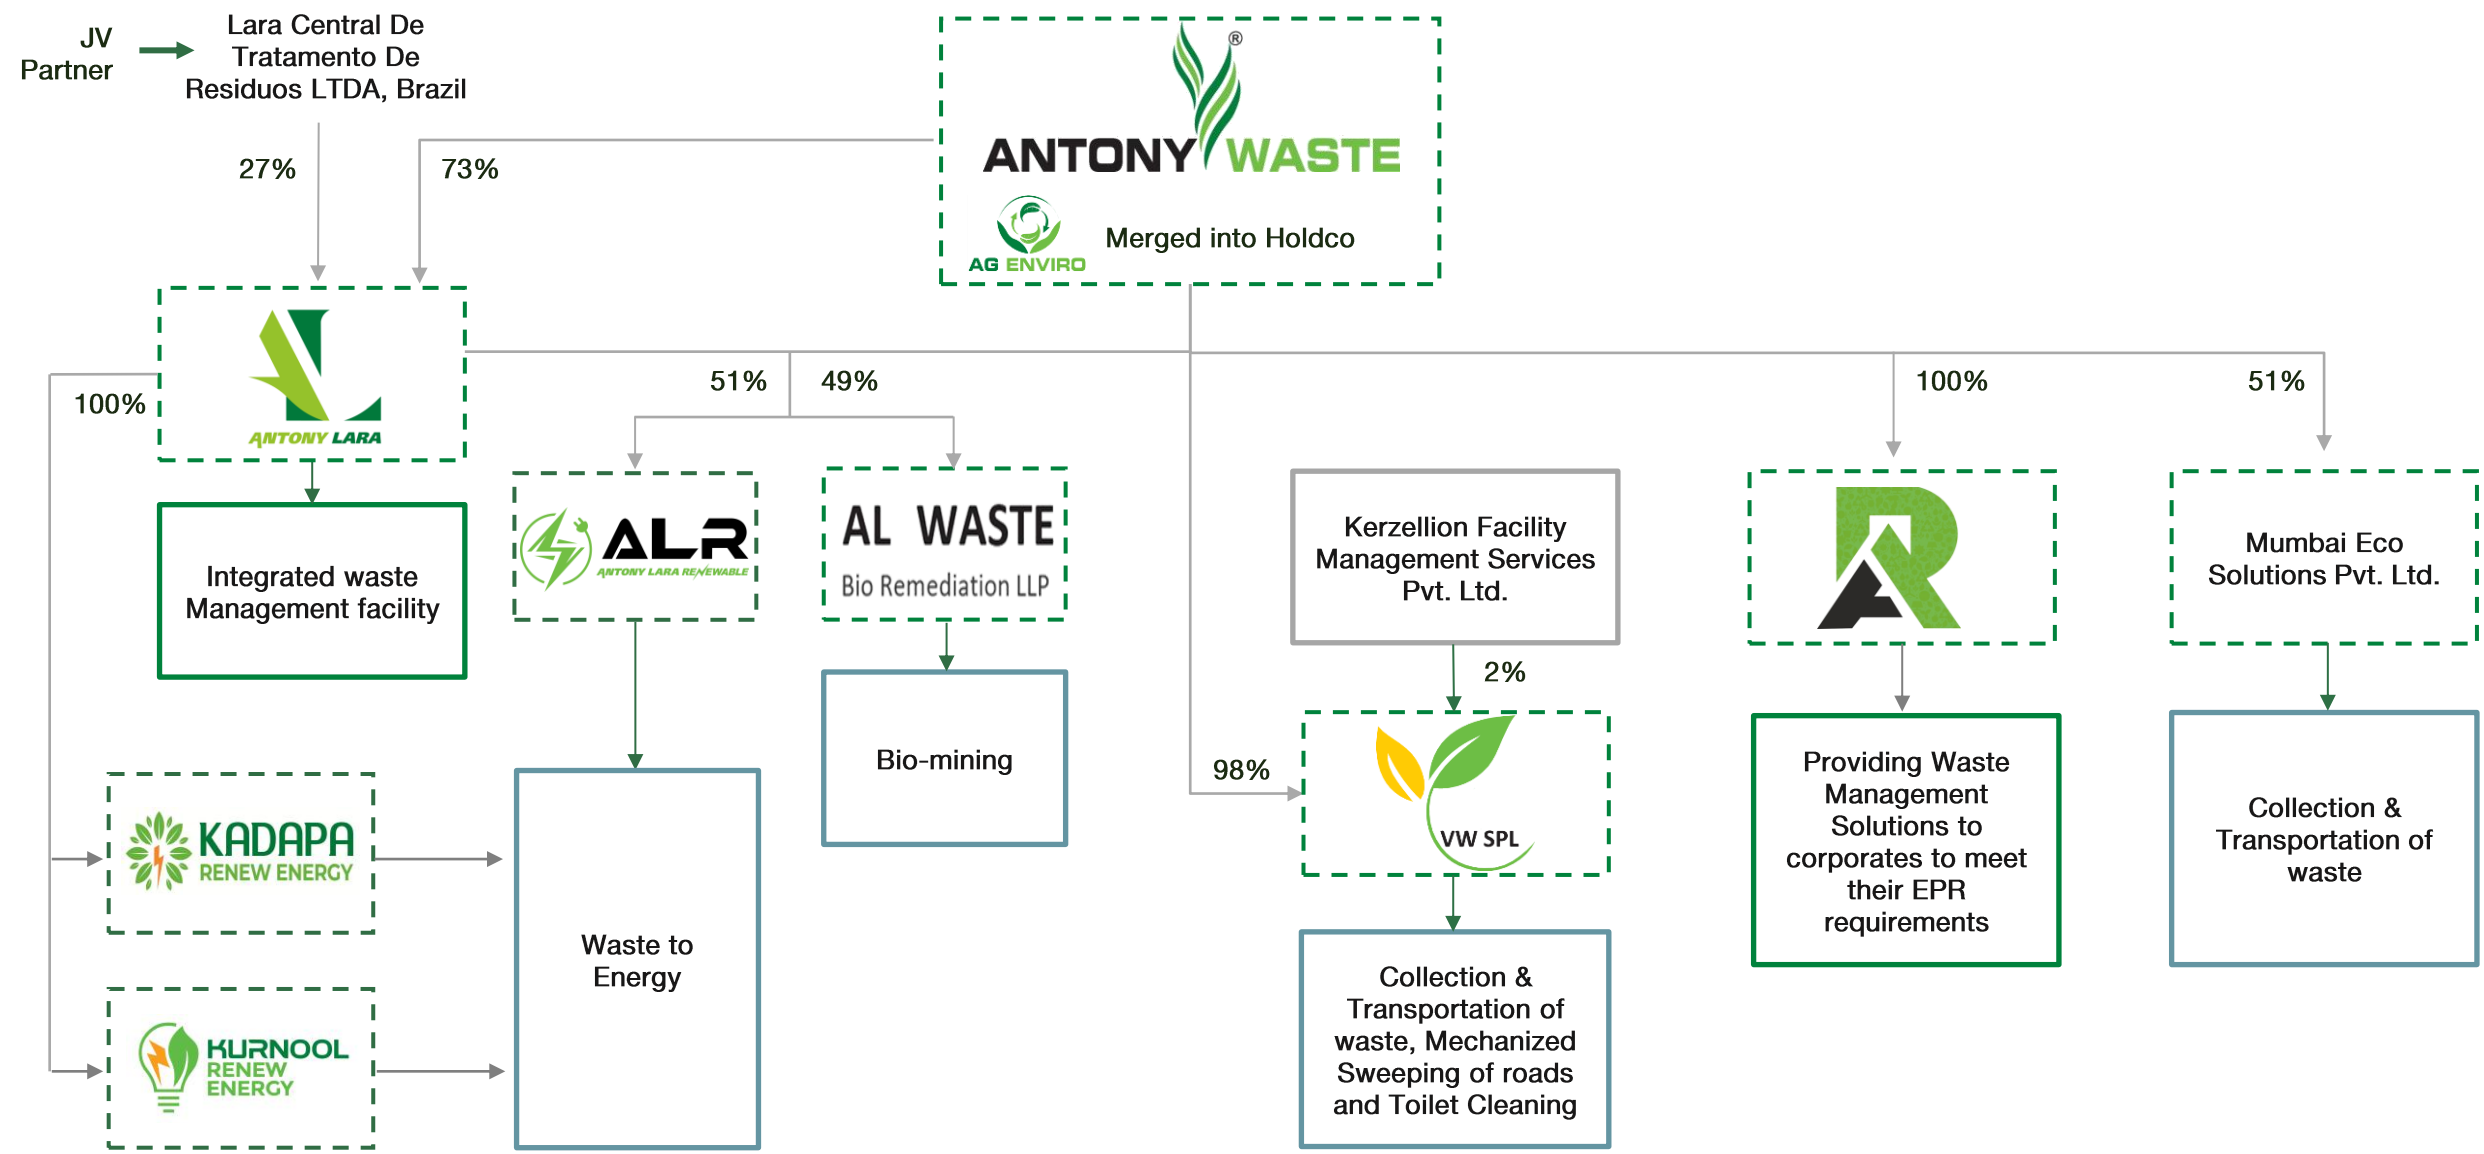 JV
Partner
Lara Central De
Tratamento De
Residuos LTDA, Brazil
27%
73%
®
ANTONY WASTE
AG ENVIRO
Merged into Holdco
ANTONY LARA
100%
51%
49%
100%
51%
Integrated waste
Management facility
ALR
ANTONY LARA RENEWABLE
AL WASTE
Bio Remediation LLP
Kerzellion Facility
Management Services
Pvt. Ltd.
AR
Mumbai Eco
Solutions Pvt. Ltd.
2%
98%
VW SPL
Bio-mining
KADAPA
RENEW ENERGY
KURNOOL
RENEW
ENERGY
Waste to
Energy
Collection &
Transportation of
waste, Mechanized
Sweeping of roads
and Toilet Cleaning
Providing Waste
Management
Solutions to
corporates to meet
their EPR
requirements
Collection &
Transportation of
waste